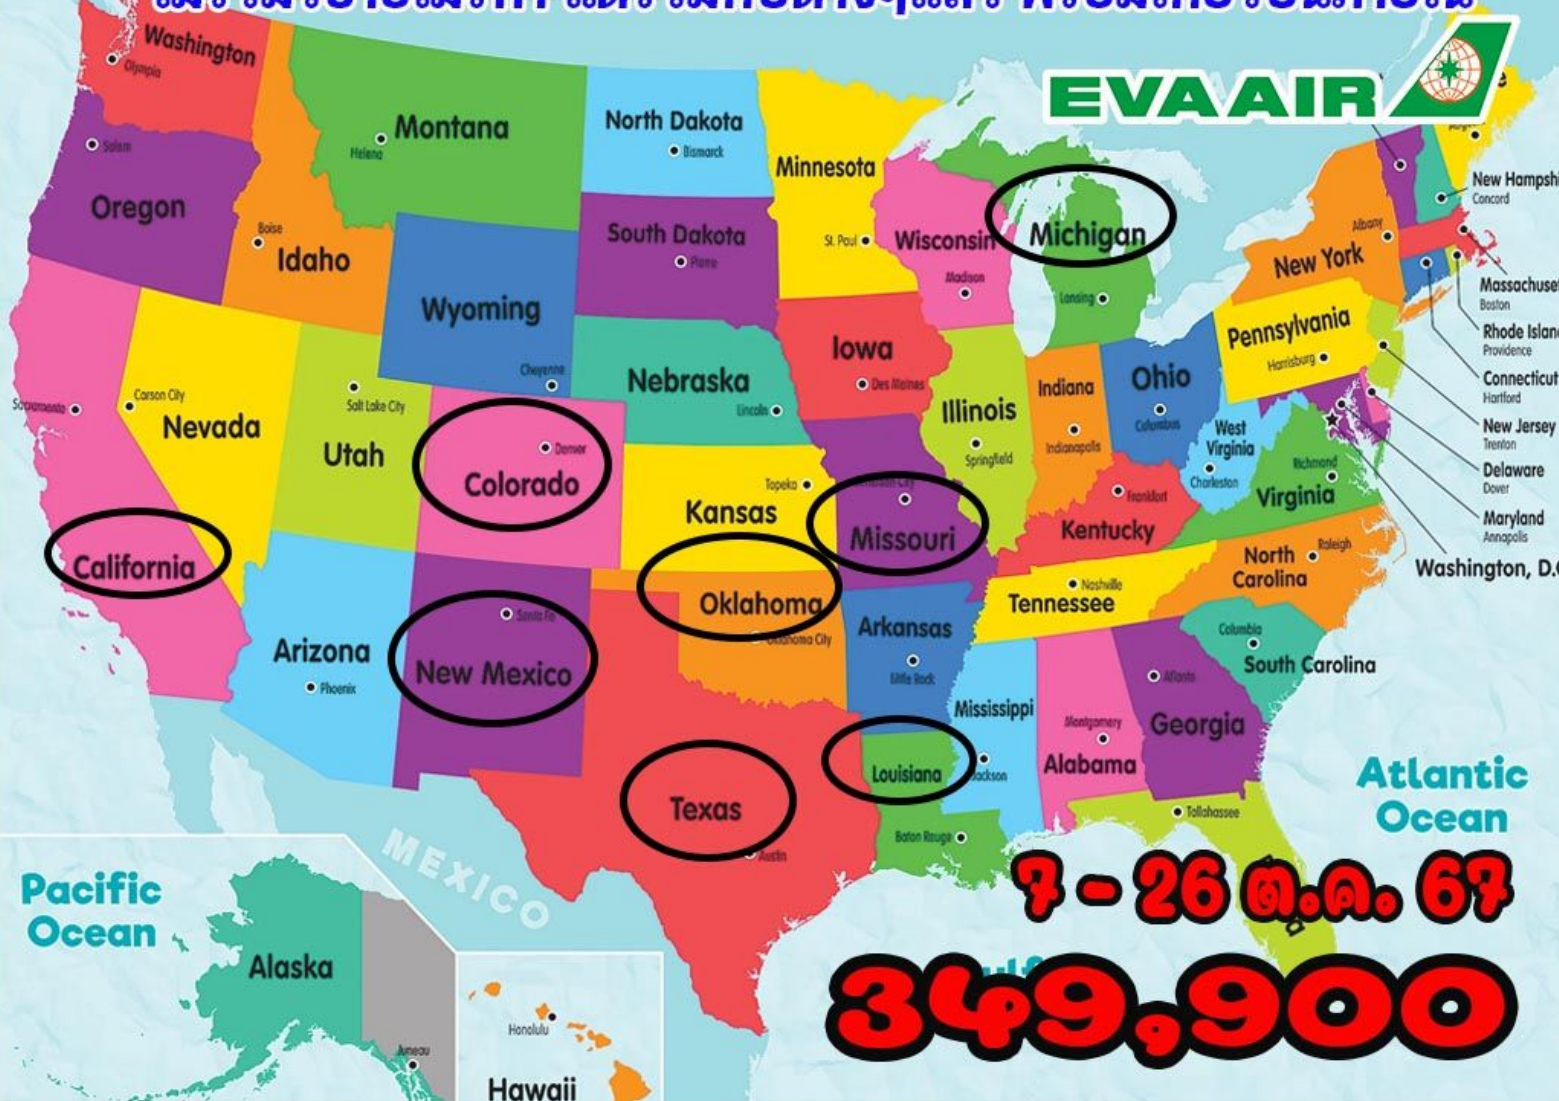 EVAAIR
Washington
Olympia
Montana
Helena
North Dakota
Bismarck
Minnesota
St. Paul
Salem
Oregon
Boise
Idaho
South Dakota
Pierre
Wisconsin
Madison
Michigan
Lansing
Albany
New York
New Hampshi
Concord
Massachuset
Boston
Rhode Islan
Providence
Connecticut
Hartford
New Jersey
Trenton
Delaware
Dover
Maryland
Annapolis
Washington, D.C
Wyoming
Cheyenne
Nebraska
Lincoln
Iowa
Des Moines
Illinois
Springfield
Indiana
Indianapolis
Ohio
Columbus
Pennsylvania
Harrisburg
West
Virginia
Charleston
Richmond
Virginia
Sacramento
Carson City
Nevada
Salt Lake City
Utah
Denver
Colorado
Topeka
Kansas
Missouri
Frankfort
Kentucky
California
Oklahoma
Oklahoma City
Arkansas
Little Rock
Nashville
Tennessee
Raleigh
North
Carolina
Columbia
South Carolina
Arizona
Phoenix
Santa Fe
New Mexico
Texas
Austin
Louisiana
Baton Rouge
Mississippi
Jackson
Montgomery
Alabama
Atlanta
Georgia
Tallahassee
Atlantic
Ocean
MEXICO
Pacific
Ocean
Alaska
Juneau
Honolulu
Hawaii
7 - 26 ต.ค. 67
349,900